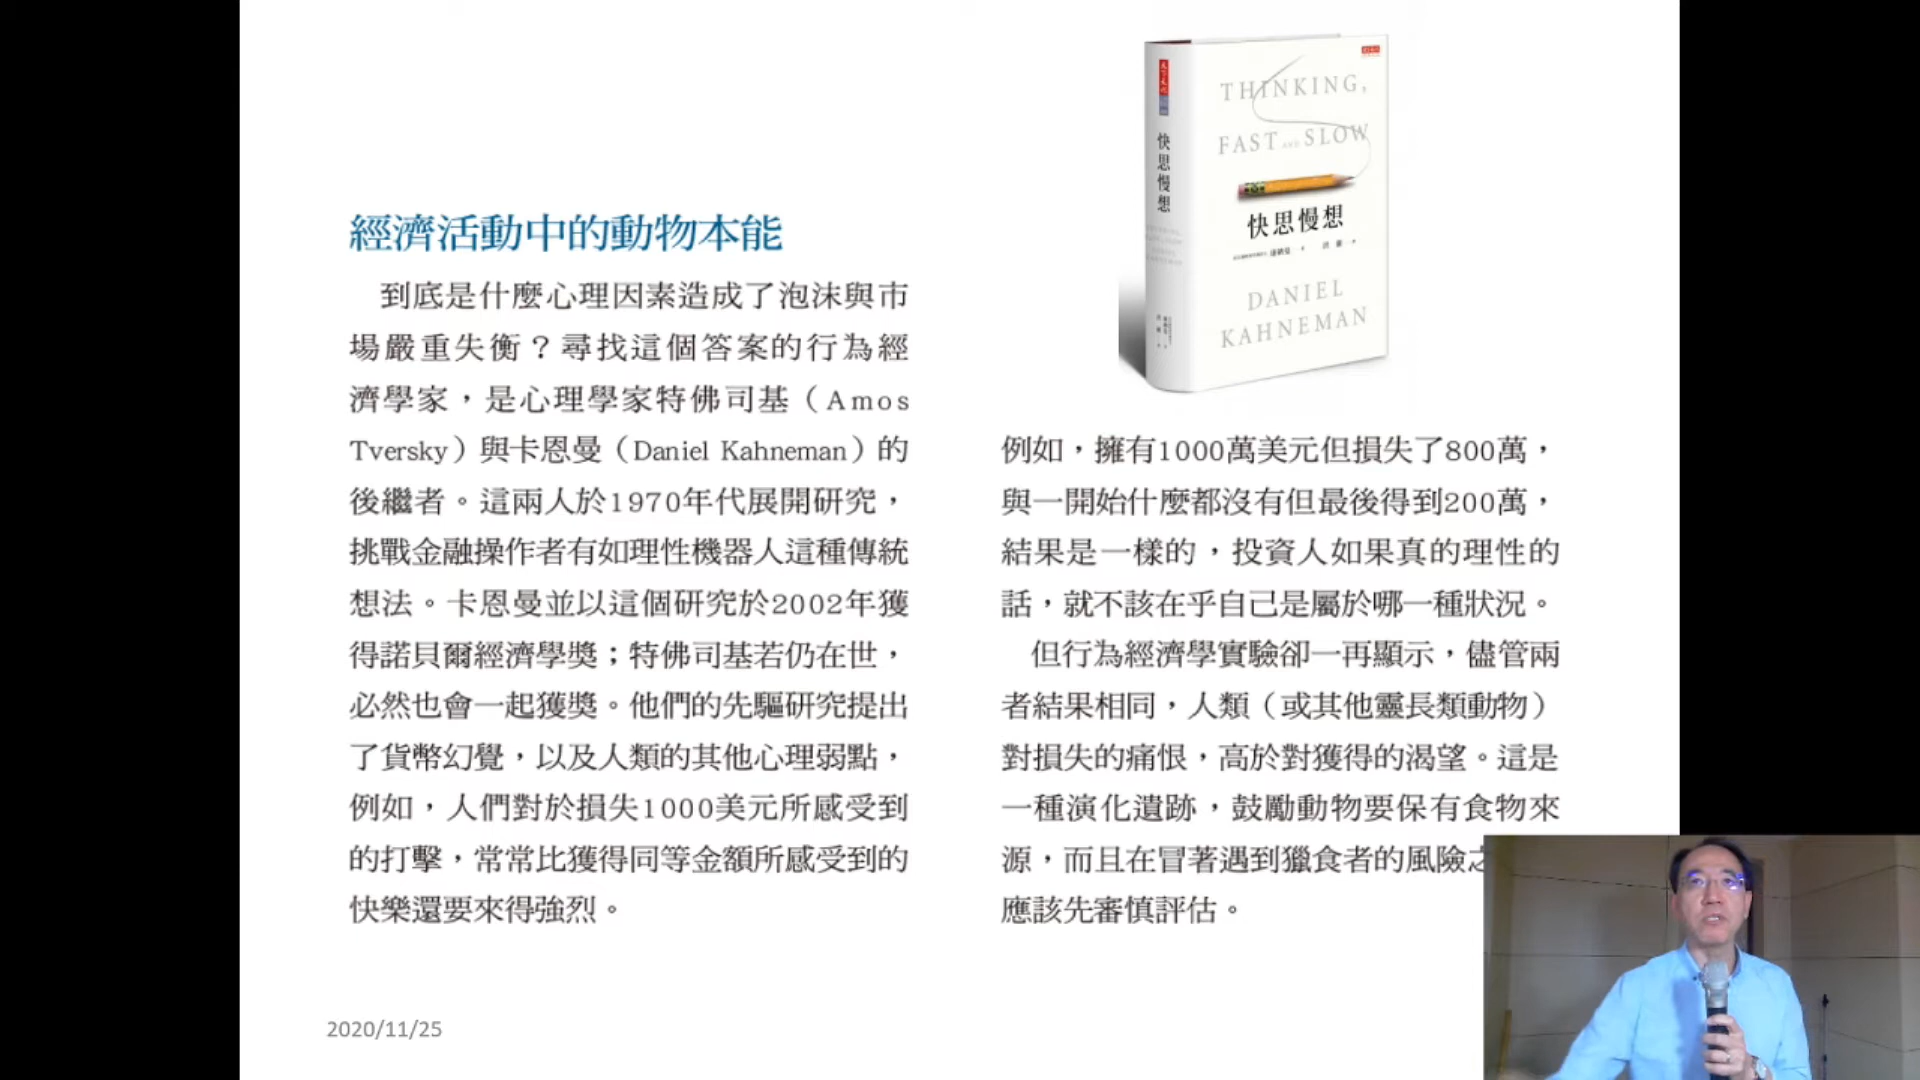 THINKING,
FAST AND SLOW
快思慢想
DANIEL
KAHNEMAN
快思慢想
經濟活動中的動物本能
到底是什麼心理因素造成了泡沫與市
場嚴重失衡？尋找這個答案的行為經
濟學家，是心理學家特佛司基（Amos
Tversky）與卡恩曼（Daniel Kahneman）的
後繼者。這兩人於1970年代展開研究，
挑戰金融操作者有如理性機器人這種傳統
想法。卡恩曼並以這個研究於2002年獲
得諾貝爾經濟學獎；特佛司基若仍在世，
必然也會一起獲獎。他們的先驅研究提出
了貨幣幻覺，以及人類的其他心理弱點，
例如，人們對於損失1000美元所感受到
的打擊，常常比獲得同等金額所感受到的
快樂還要來得強烈。
例如，擁有1000萬美元但損失了800萬，
與一開始什麼都沒有但最後得到200萬，
結果是一樣的，投資人如果真的理性的
話，就不該在乎自己是屬於哪一種狀況。
但行為經濟學實驗卻一再顯示，儘管兩
者結果相同，人類（或其他靈長類動物）
對損失的痛恨，高於對獲得的渴望。這是
一種演化遺跡，鼓勵動物要保有食物來
源，而且在冒著遇到獵食者的風險之
應該先審慎評估。
2020/11/25